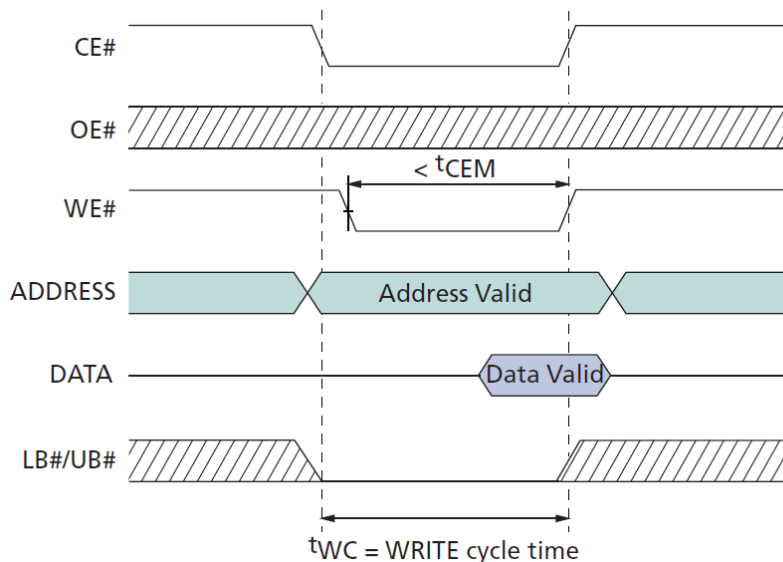 CE#
OE#
< tCEM
WE#
ADDRESS
Address Valid
DATA
Data Valid
LB#/UB#
tWC = WRITE cycle time